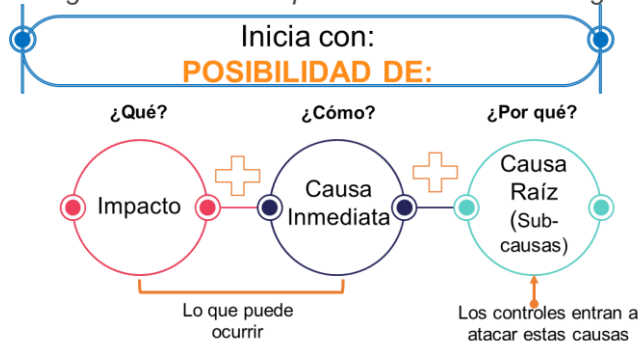 Inicia con:
POSIBILIDAD DE:
¿Qué?
¿Cómo?
¿Por qué?
Impacto
Causa
Inmediata
Causa
Raíz
(Sub-
causas)
Lo que puede
ocurrir
Los controles entran a
atacar estas causas